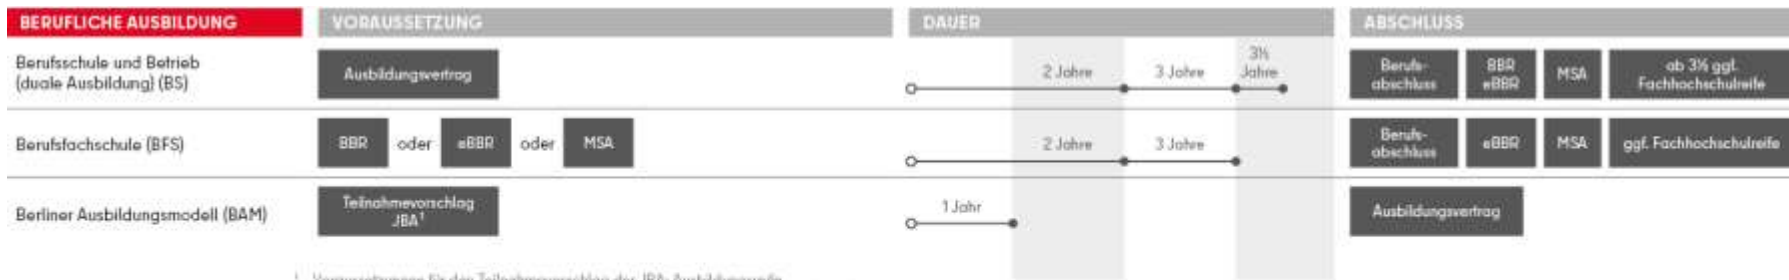 BERUFLICHE AUSBILDUNG VORAUSSETZUNG DAUER ABSCHLUSS
Berufsschule und Betrieb
(duale Ausbildung) (BS)
Ausbildungsvertrag
2 Jahre 3 Jahre 3½
Jahre
Berufs-
abschluss
BBR
eBBR
MSA
ab 3½ ggf.
Fachhochschulreife
Berufsfachschule (BFS)
BBR oder eBBR oder MSA
2 Jahre 3 Jahre
Berufs-
abschluss
eBBR MSA ggf. Fachhochschulreife
Berliner Ausbildungsmodell (BAM)
Teilnahmevorschlag
JBA¹
1 Jahr
Ausbildungsvertrag